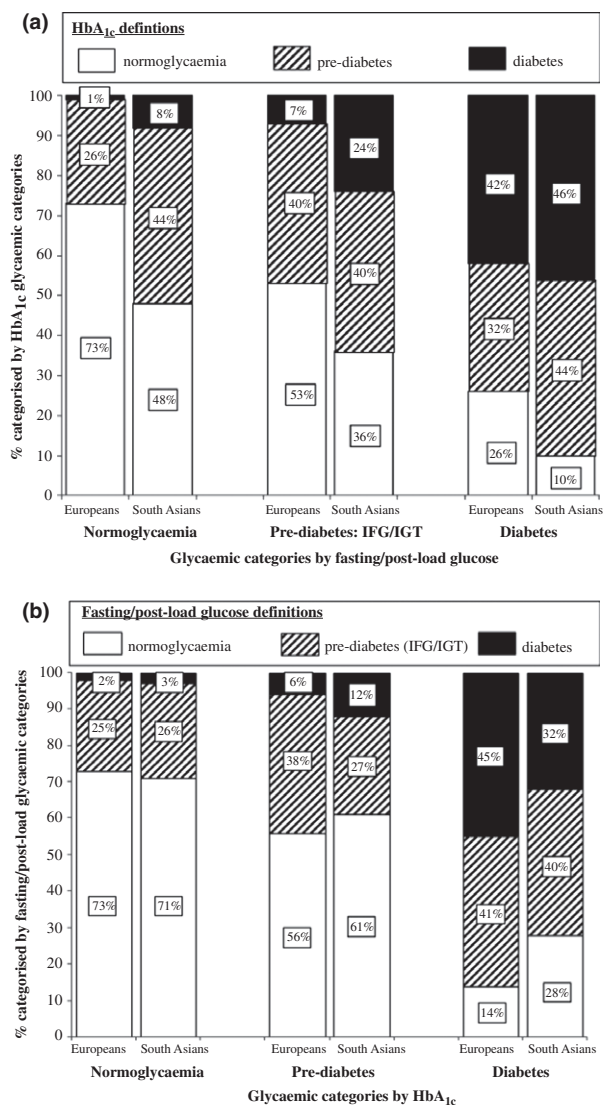 (a)
HbA1c defintions
normoglycaemia pre-diabetes diabetes
% categorised by HbA1c glycaemic categories
100
90
80
70
60
50
40
30
20
10
0
1% 8% 7% 24% 42% 46%
26% 44% 40% 40% 32% 44%
73% 48% 53% 36% 26% 10%
Europeans South Asians Europeans South Asians Europeans South Asians
Normoglycaemia Pre-diabetes: IFG/IGT Diabetes
Glycaemic categories by fasting/post-load glucose
(b)
Fasting/post-load glucose definitions
normoglycaemia pre-diabetes (IFG/IGT) diabetes
% categorised by fasting/post-load glycaemic categories
100
90
80
70
60
50
40
30
20
10
0
2% 3% 6% 12% 45% 32%
25% 26% 38% 27% 41% 40%
73% 71% 56% 61% 14% 28%
Europeans South Asians Europeans South Asians Europeans South Asians
Normoglycaemia Pre-diabetes Diabetes
Glycaemic categories by HbA1c